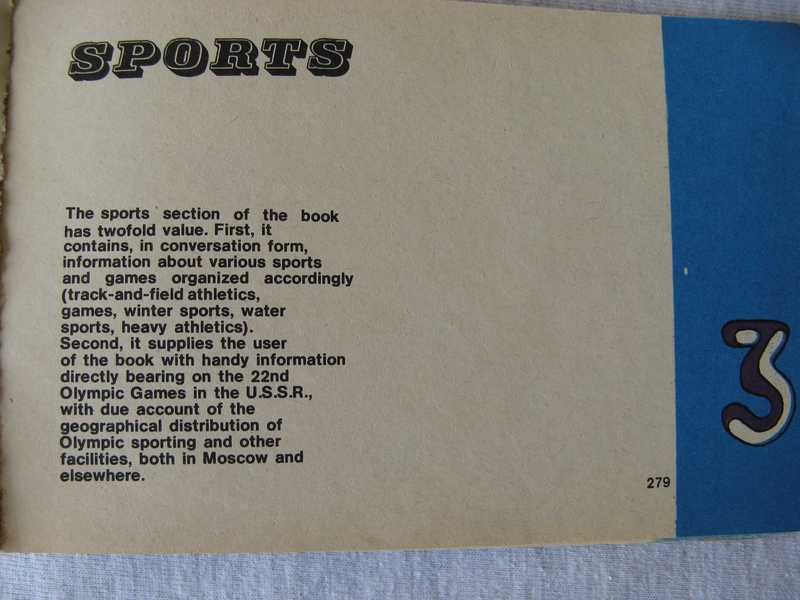 SPORTS
The sports section of the book
has twofold value. First, it
contains, in conversation form,
information about various sports
and games organized accordingly
(track-and-field athletics,
games, winter sports, water
sports, heavy athletics).
Second, it supplies the user
of the book with handy information
directly bearing on the 22nd
Olympic Games in the U.S.S.R.,
with due account of the
geographical distribution of
Olympic sporting and other
facilities, both in Moscow and
elsewhere.
279
3